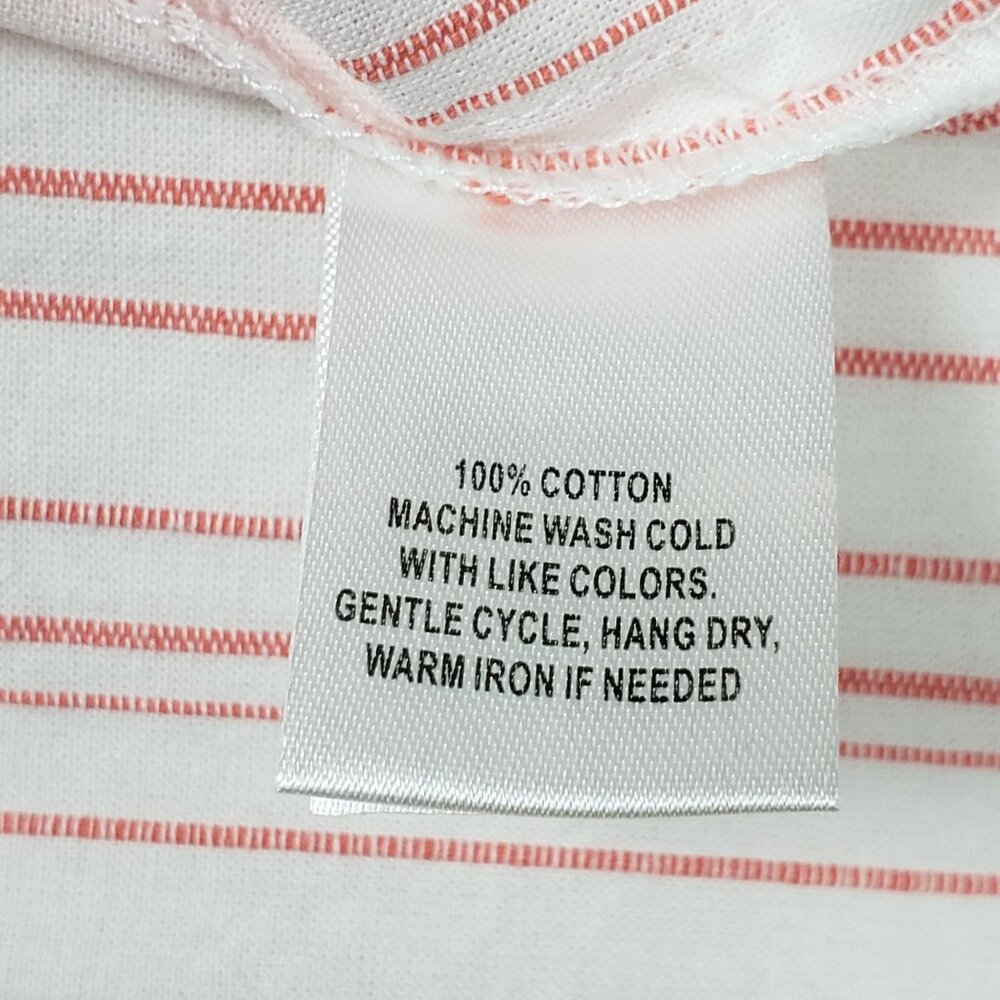 100% COTTON
MACHINE WASH COLD
WITH LIKE COLORS.
GENTLE CYCLE, HANG DRY,
WARM IRON IF NEEDED